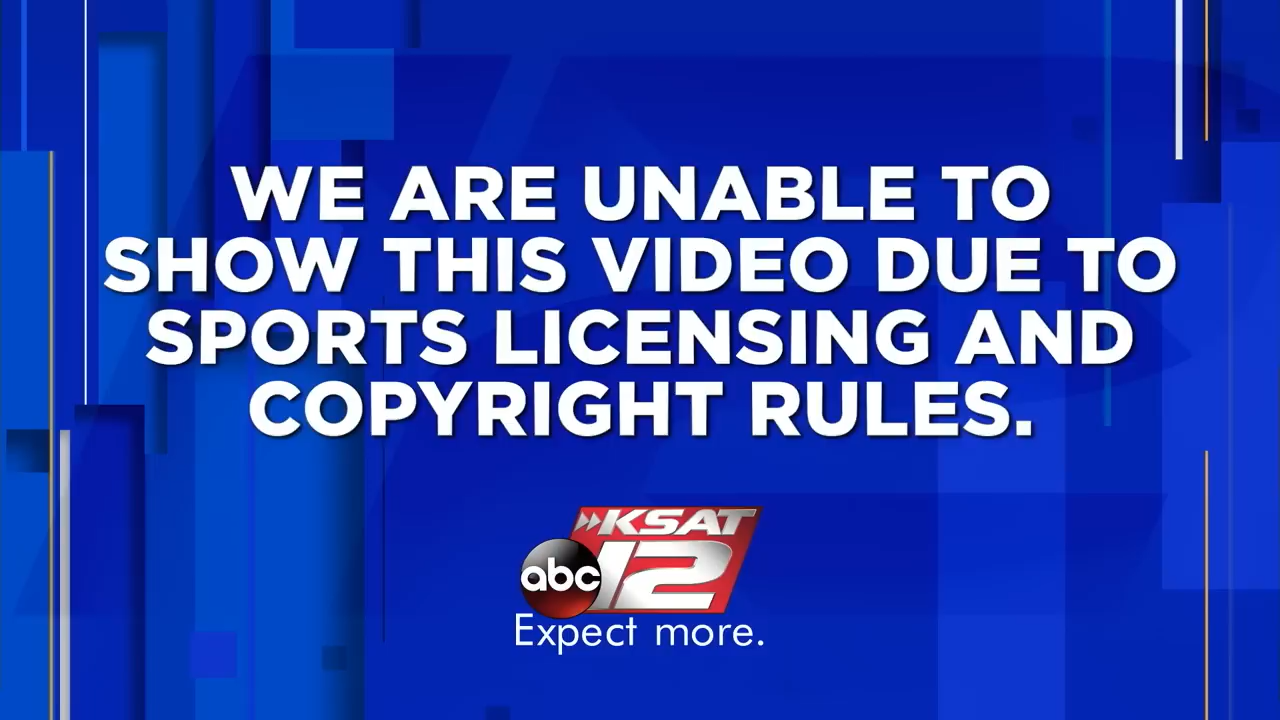 WE ARE UNABLE TO
SHOW THIS VIDEO DUE TO
SPORTS LICENSING AND
COPYRIGHT RULES.
KSAT
abc 12
Expect more.